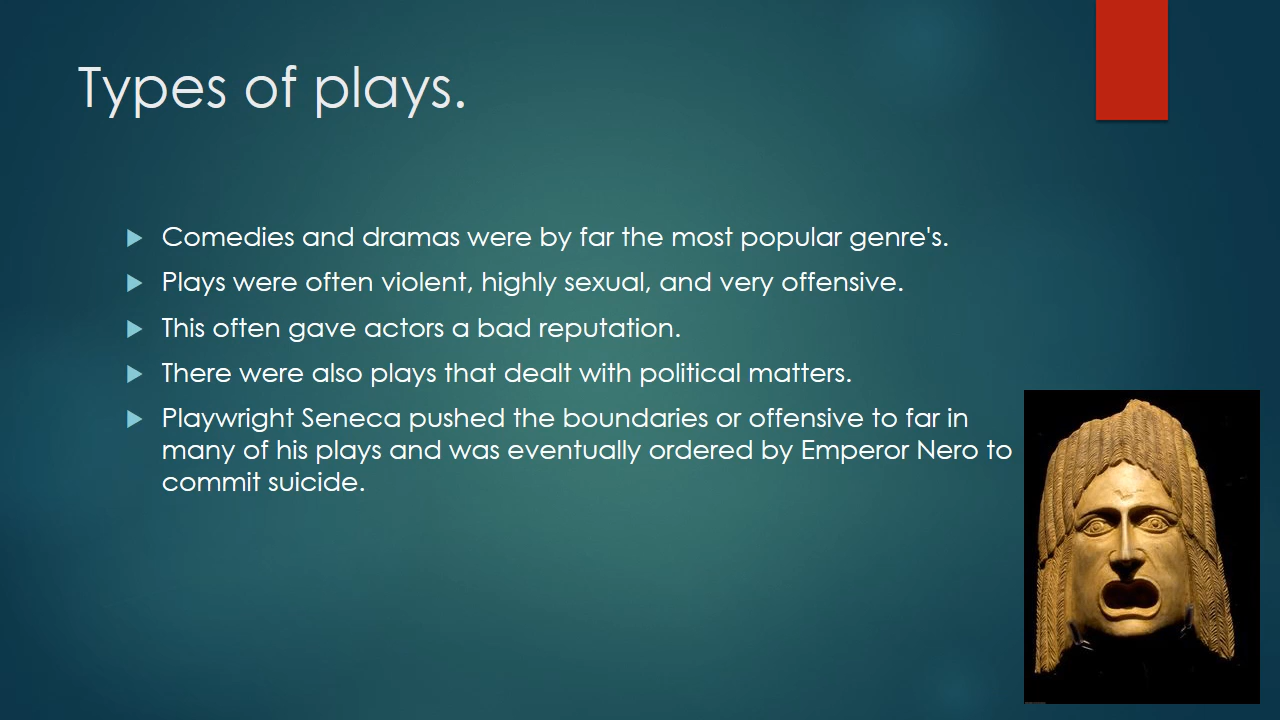 Types of plays.
Comedies and dramas were by far the most popular genre's.
Plays were often violent, highly sexual, and very offensive.
This often gave actors a bad reputation.
There were also plays that dealt with political matters.
Playwright Seneca pushed the boundaries or offensive to far in
many of his plays and was eventually ordered by Emperor Nero to
commit suicide.